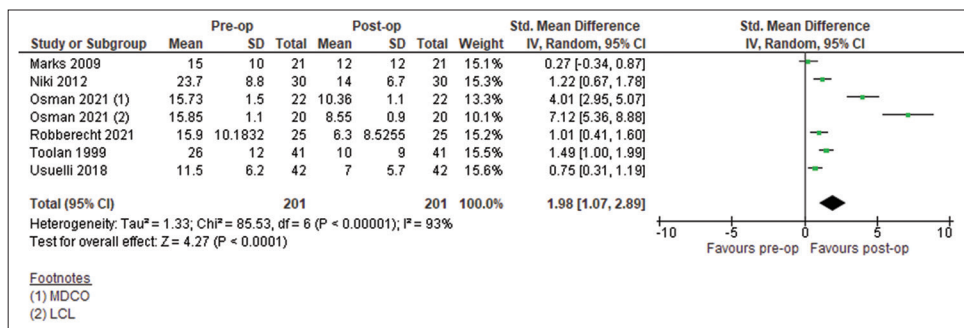 Pre-op Post-op Std. Mean Difference Std. Mean Difference
Study or Subgroup Mean SD Total Mean SD Total Weight IV, Random, 95% CI IV, Random, 95% CI
Marks 2009 15 10 21 12 12 21 15.1% 0.27 [-0.34, 0.87]
Niki 2012 23.7 8.8 30 14 6.7 30 15.3% 1.22 [0.67, 1.78]
Osman 2021 (1) 15.73 1.5 22 10.36 1.1 22 13.3% 4.01 [2.95, 5.07]
Osman 2021 (2) 15.85 1.1 20 8.55 0.9 20 10.1% 7.12 [5.36, 8.88]
Robberecht 2021 15.9 10.1832 25 6.3 8.5255 25 15.2% 1.01 [0.41, 1.60]
Toolan 1999 26 12 41 10 9 41 15.5% 1.49 [1.00, 1.99]
Usuelli 2018 11.5 6.2 42 7 5.7 42 15.6% 0.75 [0.31, 1.19]
Total (95% CI) 201 201 100.0% 1.98 [1.07, 2.89]
Heterogeneity: Tau² = 1.33; Chi² = 85.53, df = 6 (P < 0.00001); I² = 93%
Test for overall effect: Z = 4.27 (P < 0.0001)
-10 -5 0 5 10
Favours pre-op Favours post-op
Footnotes
(1) MDCO
(2) LCL